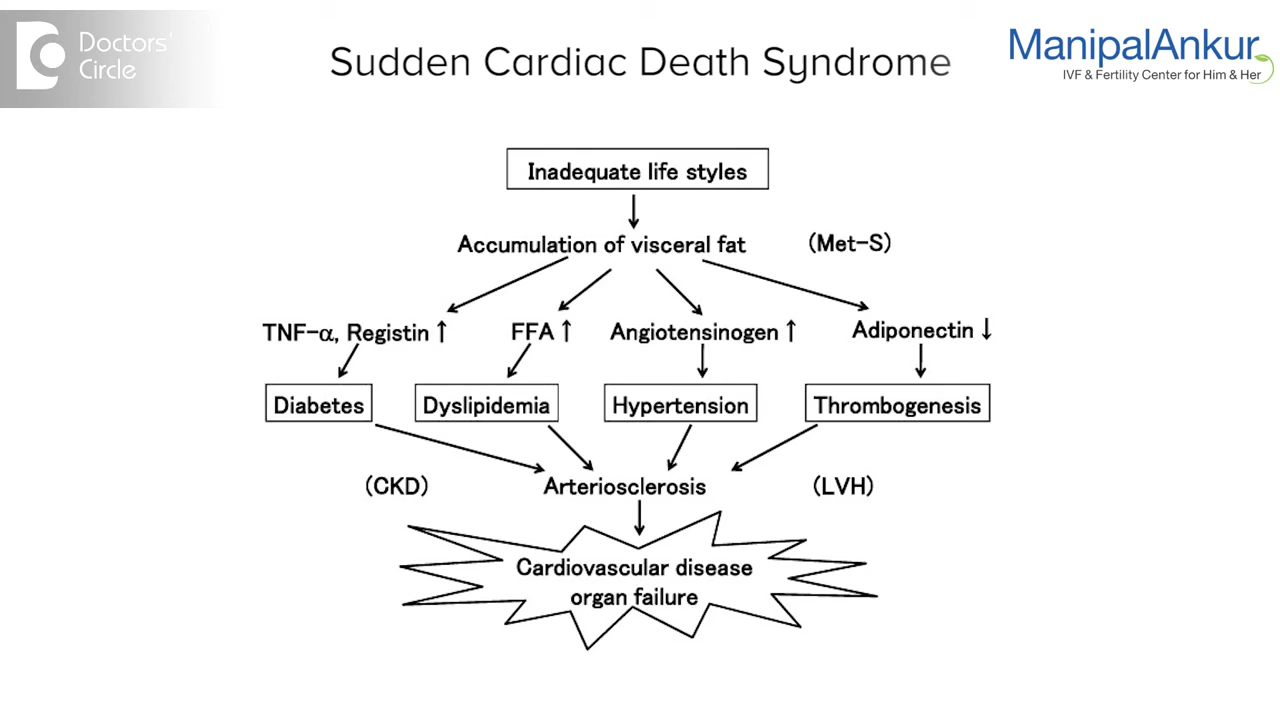 Doctors'
Circle
Sudden Cardiac Death Syndrome
ManipalAnkur
IVF & Fertility Center for Him & Her
Inadequate life styles
Accumulation of visceral fat (Met-S)
TNF-α, Registin ↑ FFA ↑ Angiotensinogen ↑ Adiponectin ↓
Diabetes Dyslipidemia Hypertension Thrombogenesis
(CKD) Arteriosclerosis (LVH)
Cardiovascular disease
organ failure